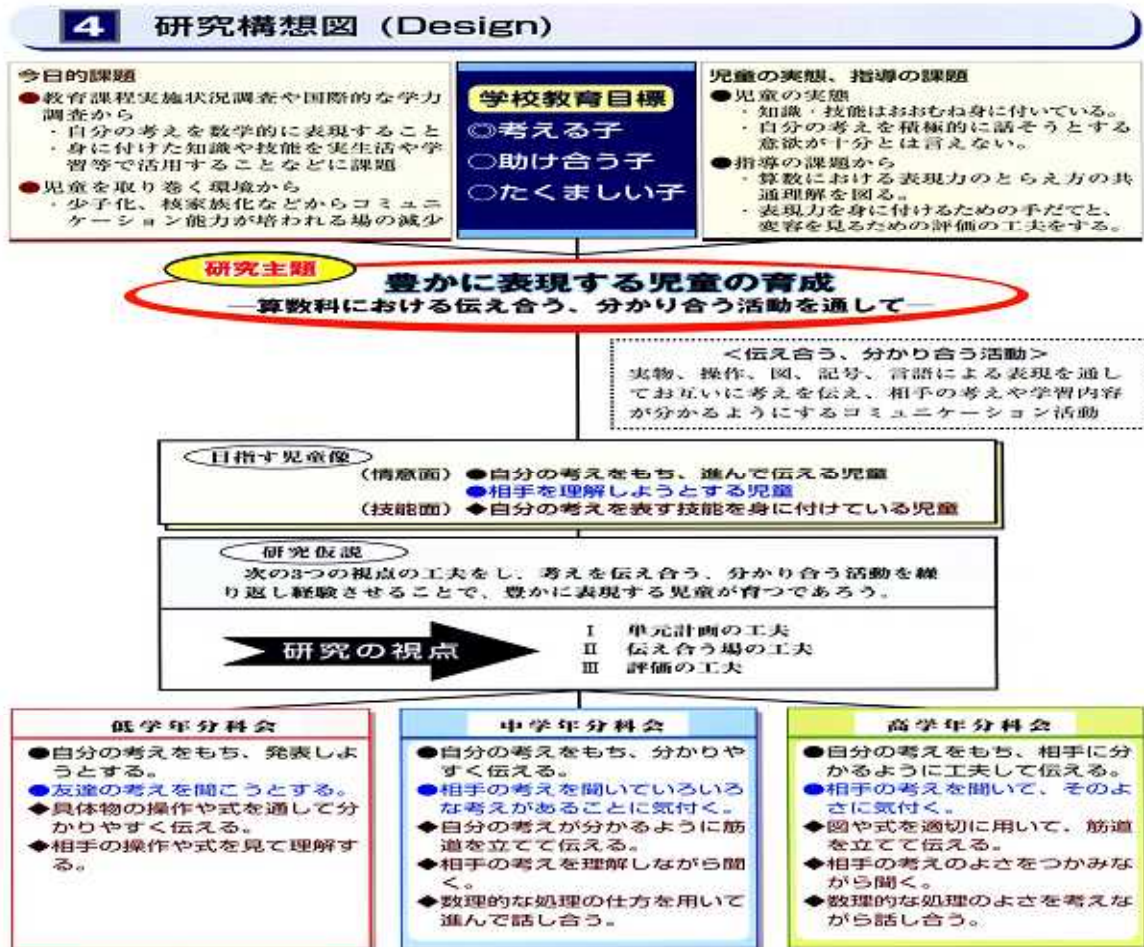 4 研究構想図 (Design)
今日的課題
●教育課程実施状況調査や国際的な学力
調査から
・自分の考えを数学的に表現すること
・身に付けた知識や技能を実生活や学
習等で活用することなどに課題
●児童を取り巻く環境から
・少子化、核家族化などからコミュニ
ケーション能力が培われる場の減少
学校教育目標
◎考える子
○助け合う子
○たくましい子
児童の実態、指導の課題
●児童の実態
・知識・技能はおおむね身に付いている。
・自分の考えを積極的に話そうとする
意欲が十分とは言えない。
●指導の課題から
・算数における表現力のとらえ方の共
通理解を図る。
・表現力を身に付けるための手だてと、
変容を見るための評価の工夫をする。
研究主題
豊かに表現する児童の育成
―算数科における伝え合う、分かり合う活動を通して―
＜伝え合う、分かり合う活動＞
実物、操作、図、記号、言語による表現を通し
てお互いに考えを伝え、相手の考えや学習内容
が分かるようにするコミュニケーション活動
目指す児童像
(情意面) ●自分の考えをもち、進んで伝える児童
●相手を理解しようとする児童
(技能面) ◆自分の考えを表す技能を身に付けている児童
研究仮説
次の3つの視点の工夫をし、考えを伝え合う、分かり合う活動を繰
り返し経験させることで、豊かに表現する児童が育つであろう。
研究の視点
Ⅰ 単元計画の工夫
Ⅱ 伝え合う場の工夫
Ⅲ 評価の工夫
低学年分科会
●自分の考えをもち、発表しよ
うとする。
●友達の考えを聞こうとする。
◆具体物の操作や式を通して分
かりやすく伝える。
◆相手の操作や式を見て理解す
る。
中学年分科会
●自分の考えをもち、分かりや
すく伝える。
●相手の考えを聞いていろいろ
な考えがあることに気付く。
◆自分の考えが分かるように筋
道を立てて伝える。
◆相手の考えを理解しながら聞
く。
◆数理的な処理の仕方を用いて
進んで話し合う。
高学年分科会
●自分の考えをもち、相手に分
かるように工夫して伝える。
●相手の考えを聞いて、そのよ
さに気付く。
◆図や式を適切に用いて、筋道
を立てて伝える。
◆相手の考えのよさをつかみな
がら聞く。
◆数理的な処理のよさを考えな
がら話し合う。